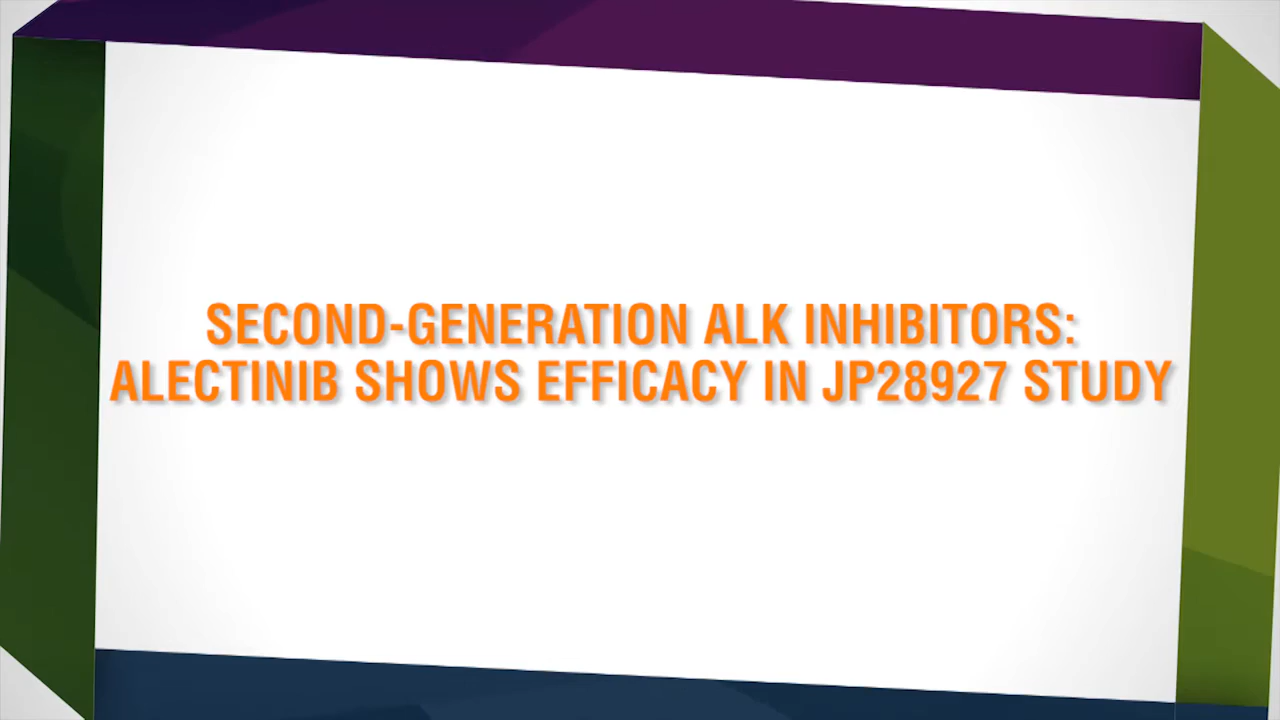 SECOND-GENERATION ALK INHIBITORS:
ALECTINIB SHOWS EFFICACY IN JP28927 STUDY